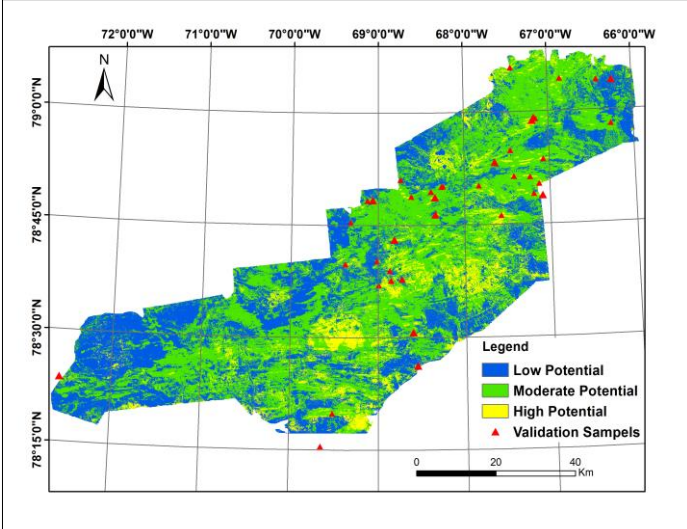 72°0'0"W 71°0'0"W 70°0'0"W 69°0'0"W 68°0'0"W 67°0'0"W 66°0'0"W
N
79°0'0"N
78°45'0"N
78°30'0"N
78°15'0"N
Legend
Low Potential
Moderate Potential
High Potential
Validation Sampels
0 20 40
Km